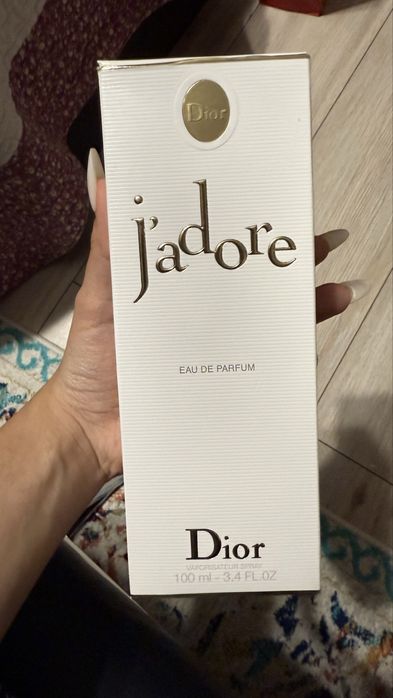 Dior
j'adore
EAU DE PARFUM
Dior
VAPORISATEUR SPRAY
100 ml - 3.4 FL.OZ